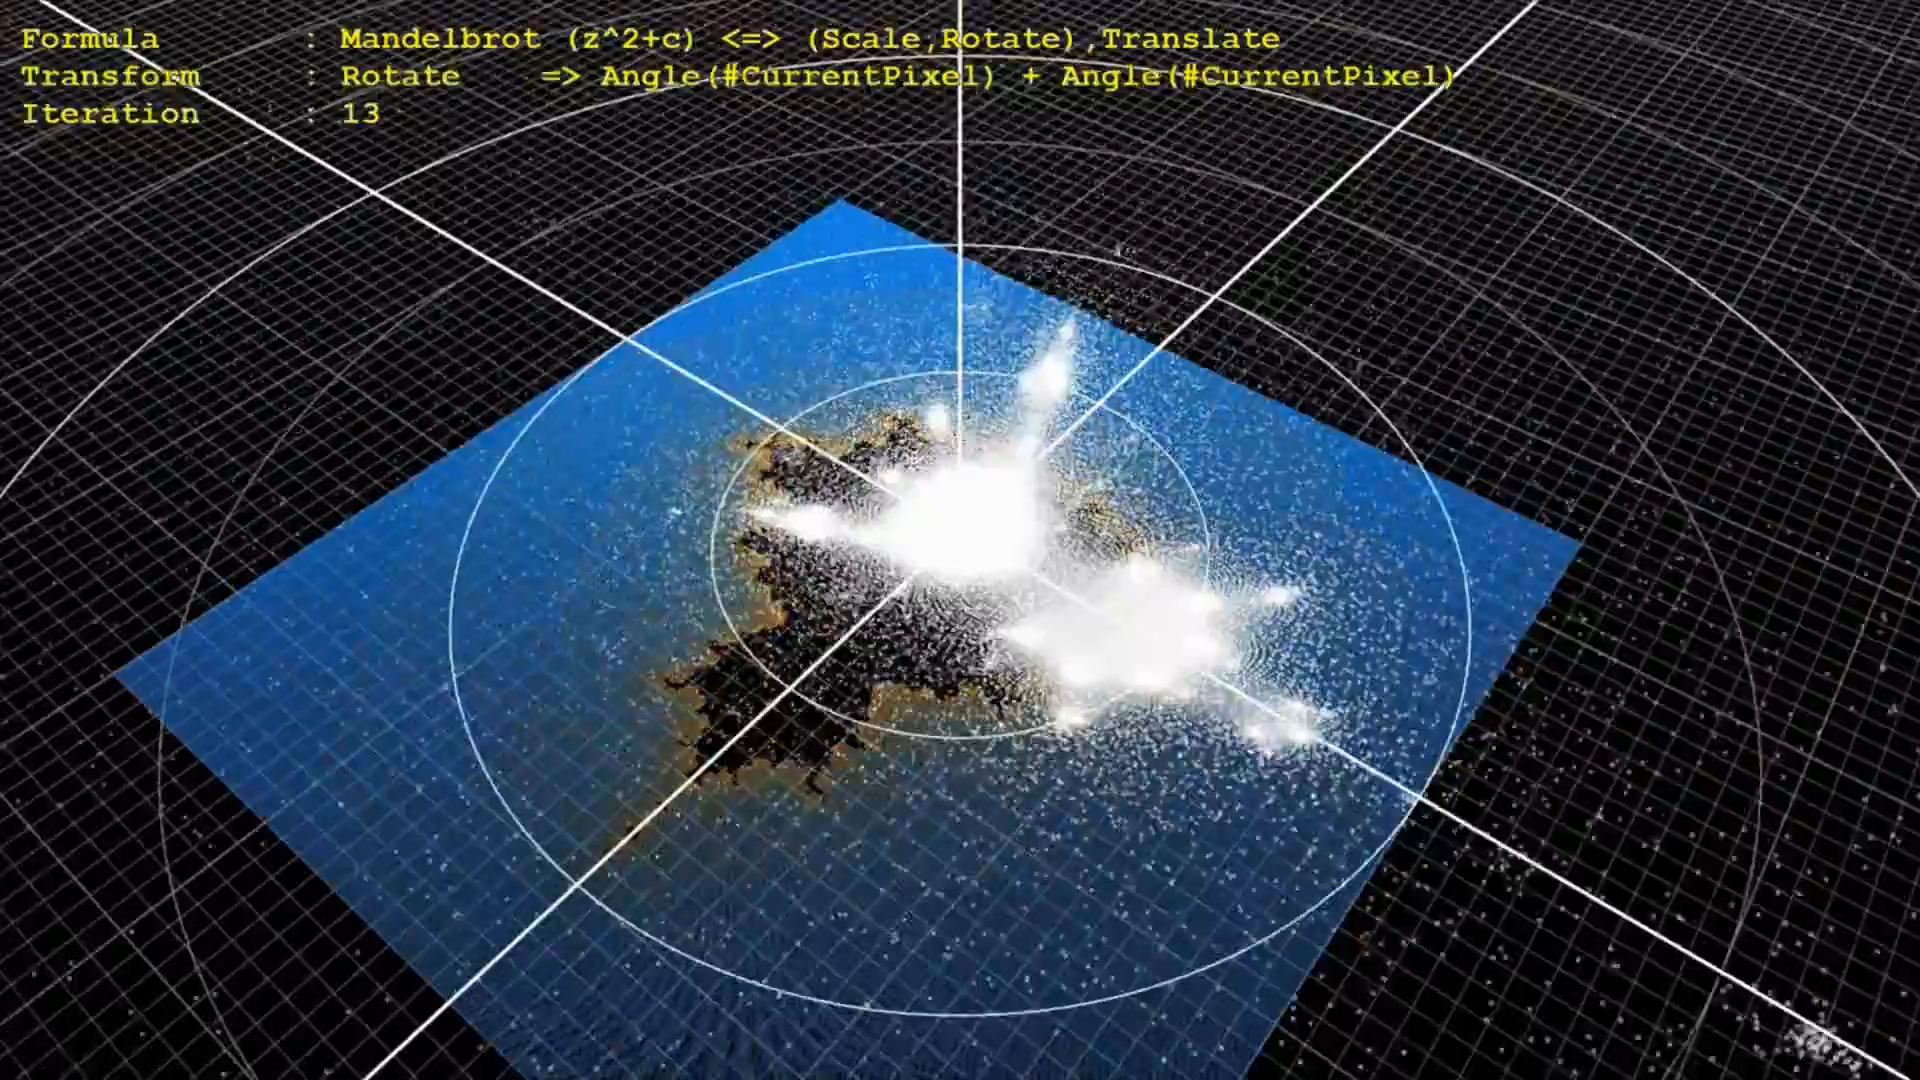 Formula : Mandelbrot (z^2+c) <=> (Scale,Rotate),Translate
Transform : Rotate => Angle(#CurrentPixel) + Angle(#CurrentPixel)
Iteration : 13